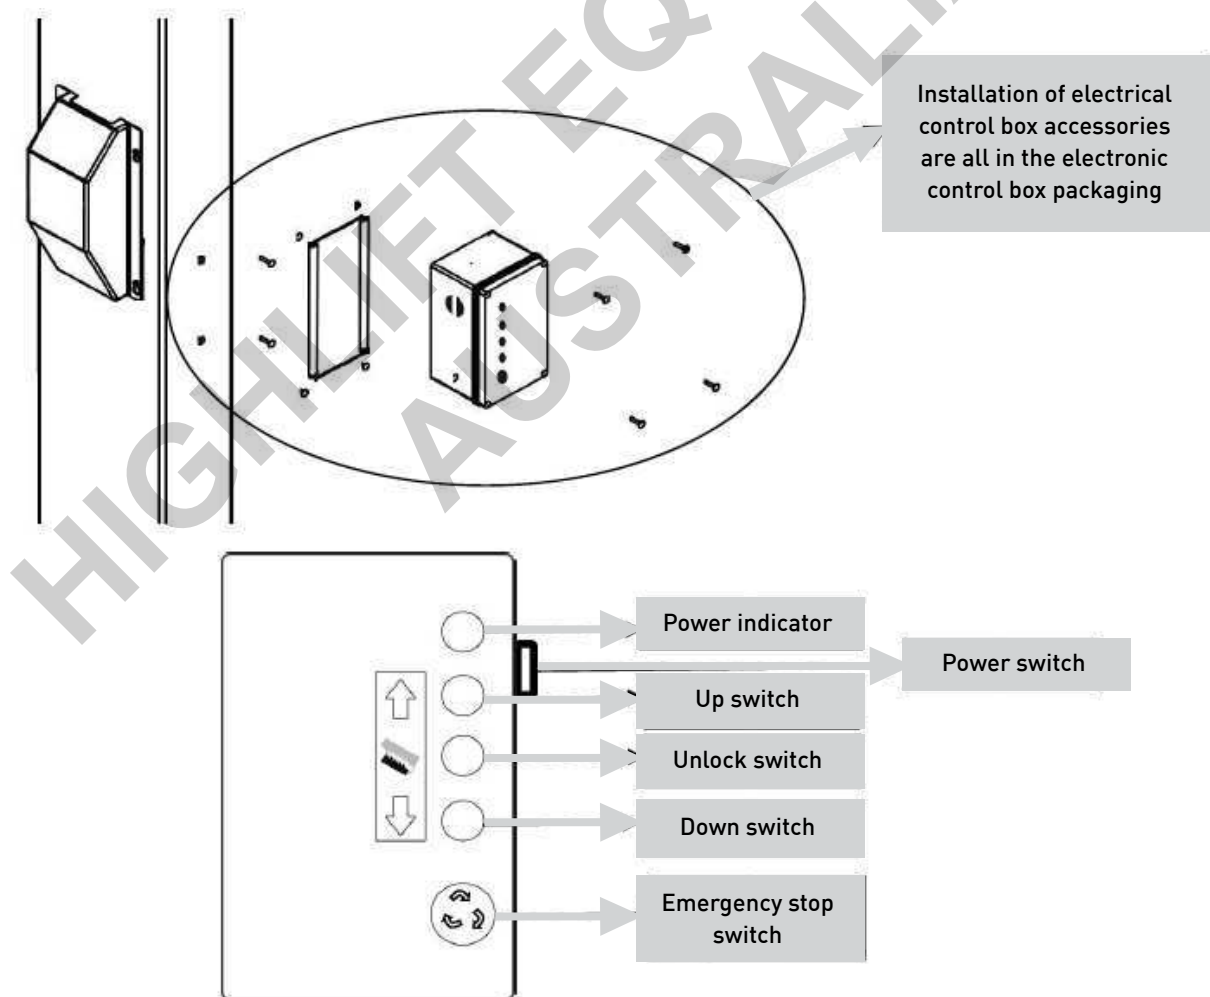 HIGHLIFT EQ
AUSTRALIA
Installation of electrical
control box accessories
are all in the electronic
control box packaging
Power indicator
Power switch
Up switch
Unlock switch
Down switch
Emergency stop
switch